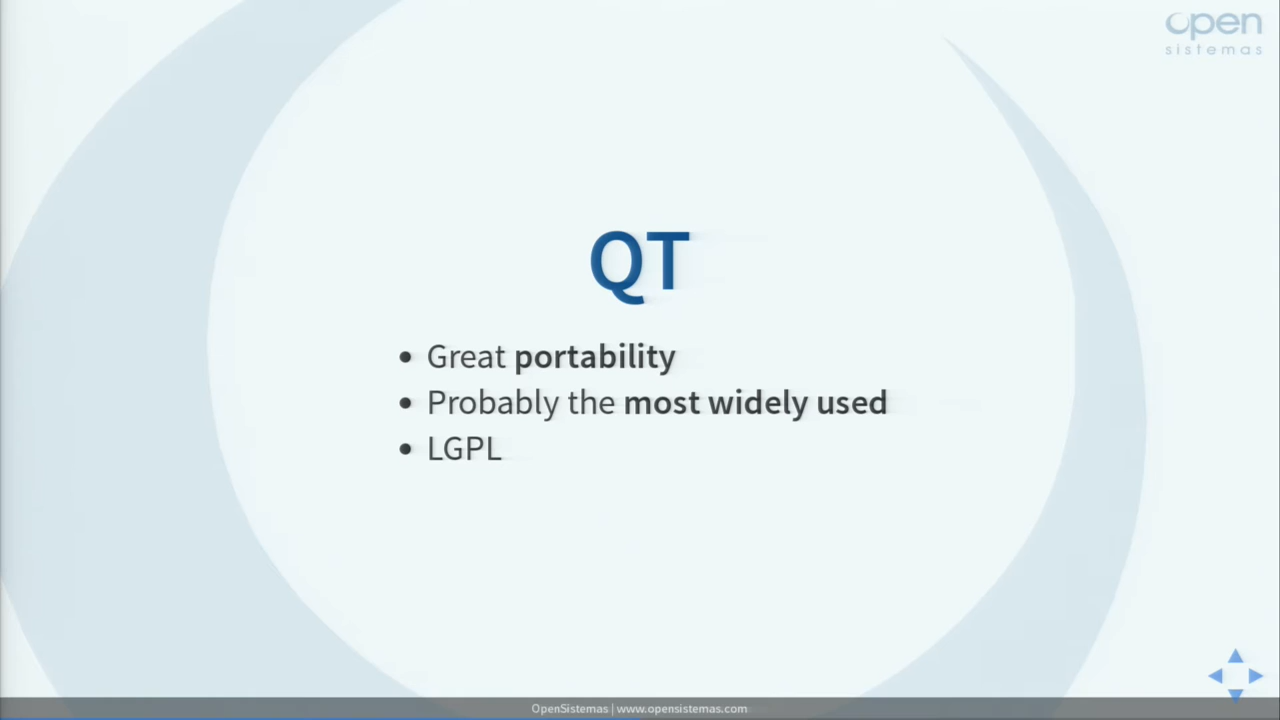 open
sistemas
QT
• Great portability
• Probably the most widely used
• LGPL
OpenSistemas | www.opensistemas.com